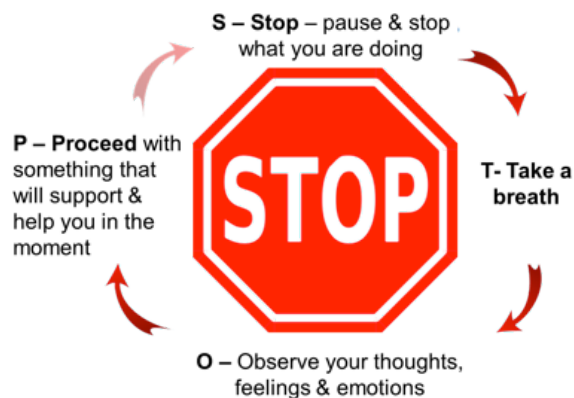 S – Stop – pause & stop
what you are doing
T- Take a
breath
O – Observe your thoughts,
feelings & emotions
P – Proceed with
something that
will support &
help you in the
moment
STOP